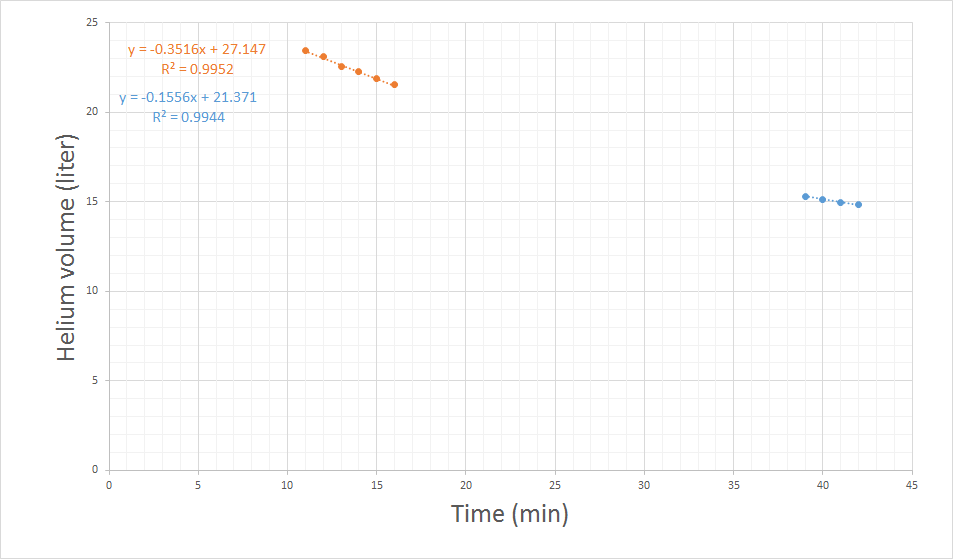 y = -0.3516x + 27.147
R² = 0.9952
y = -0.1556x + 21.371
R² = 0.9944
Helium volume (liter)
25
20
15
10
5
0
0 5 10 15 20 25 30 35 40 45
Time (min)